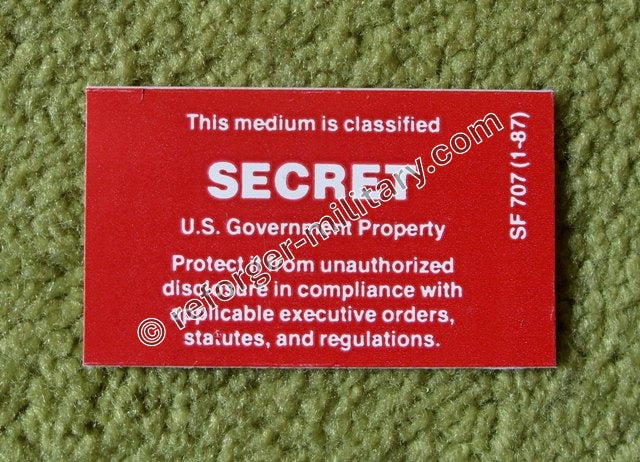 This medium is classified
SECRET
U.S. Government Property
Protect it from unauthorized
disclosure in compliance with
applicable executive orders,
statutes, and regulations.
SF 707 (1-87)
© reforger-military.com